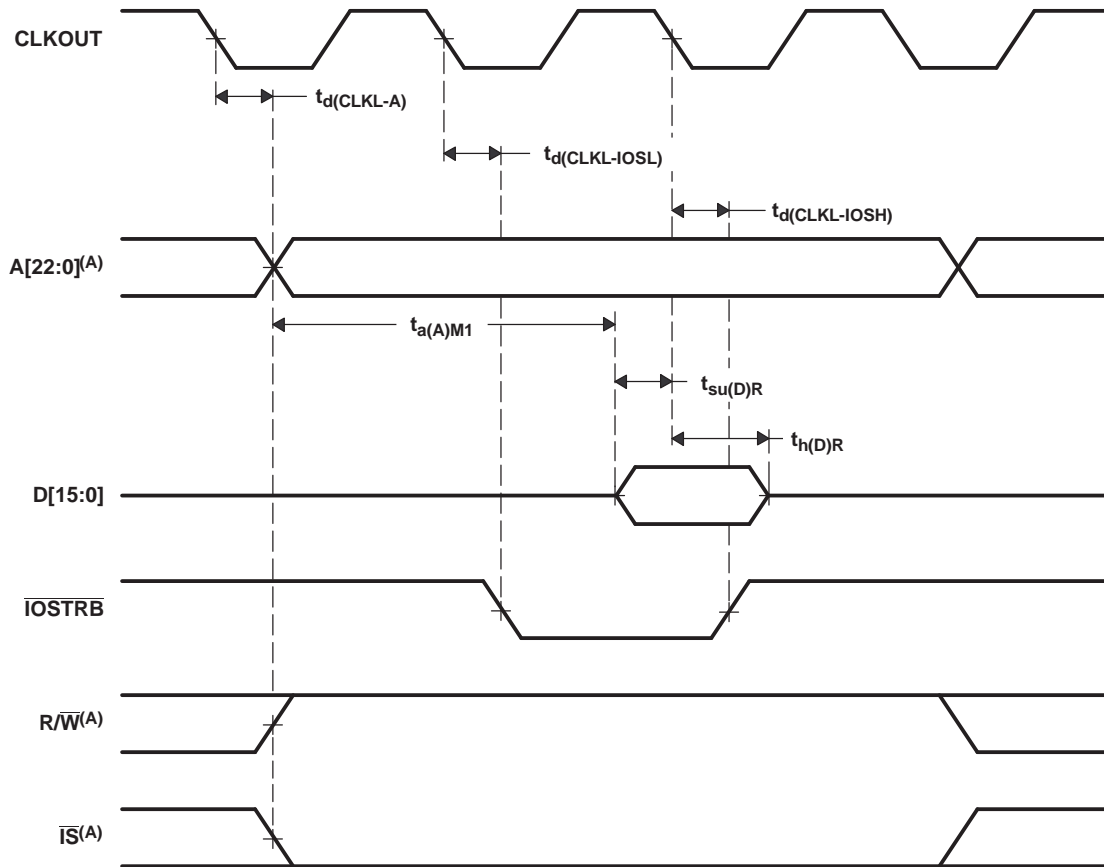 CLKOUT
td(CLKL-A)
td(CLKL-IOSL)
td(CLKL-IOSH)
A[22:0](A)
ta(A)M1
tsu(D)R
th(D)R
D[15:0]
IOSTRB
R/W(A)
IS(A)